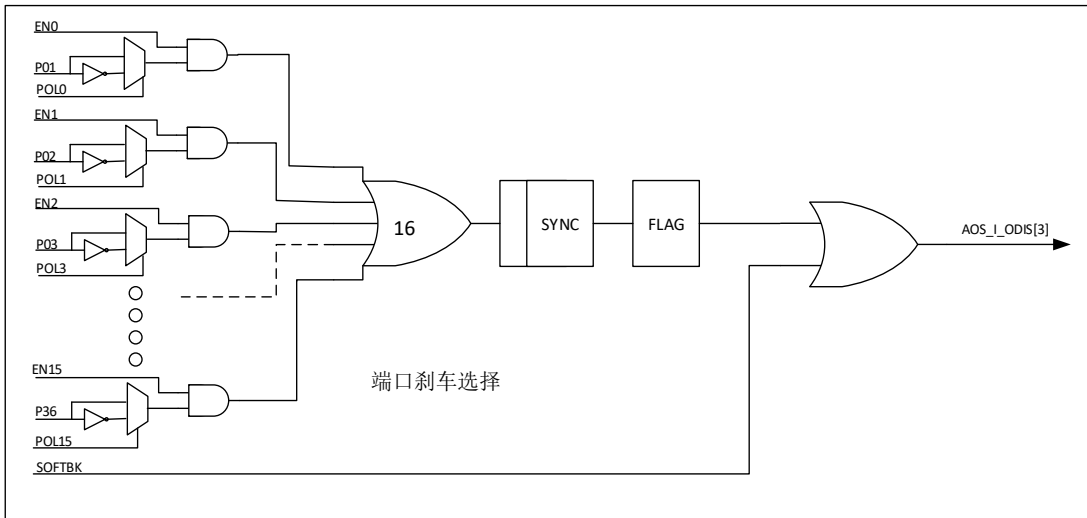 EN0
P01
POL0
EN1
P02
POL1
EN2
P03
POL3
EN15
P36
POL15
SOFTBK
16
SYNC
FLAG
AOS_I_ODIS[3]
端口刹车选择